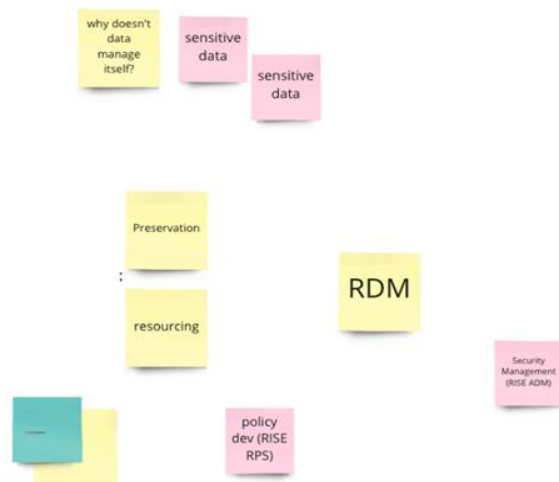 why doesn't
data
manage
itself?
sensitive
data
sensitive
data
Preservation
:
resourcing
RDM
Security
Management
(RISE ADM)
policy
dev (RISE
RPS)